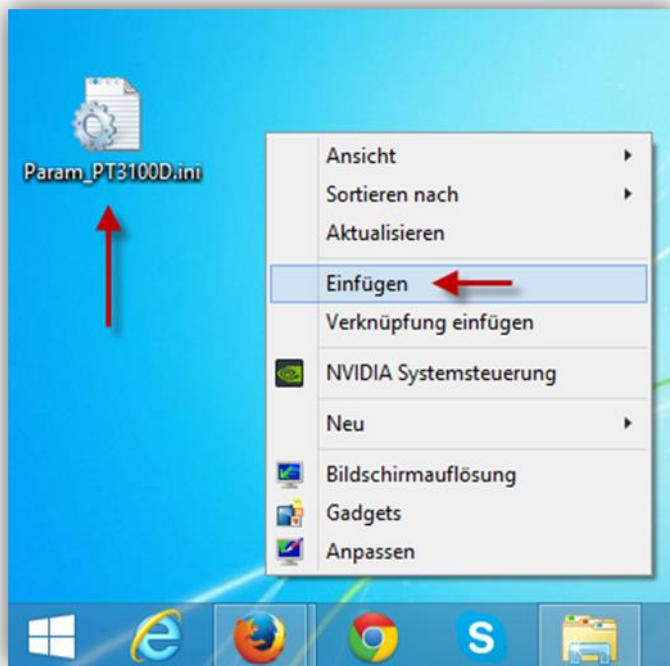 Param_PT3100D.ini
Ansicht
Sortieren nach
Aktualisieren
Einfügen
Verknüpfung einfügen
NVIDIA Systemsteuerung
Neu
Bildschirmauflösung
Gadgets
Anpassen
S